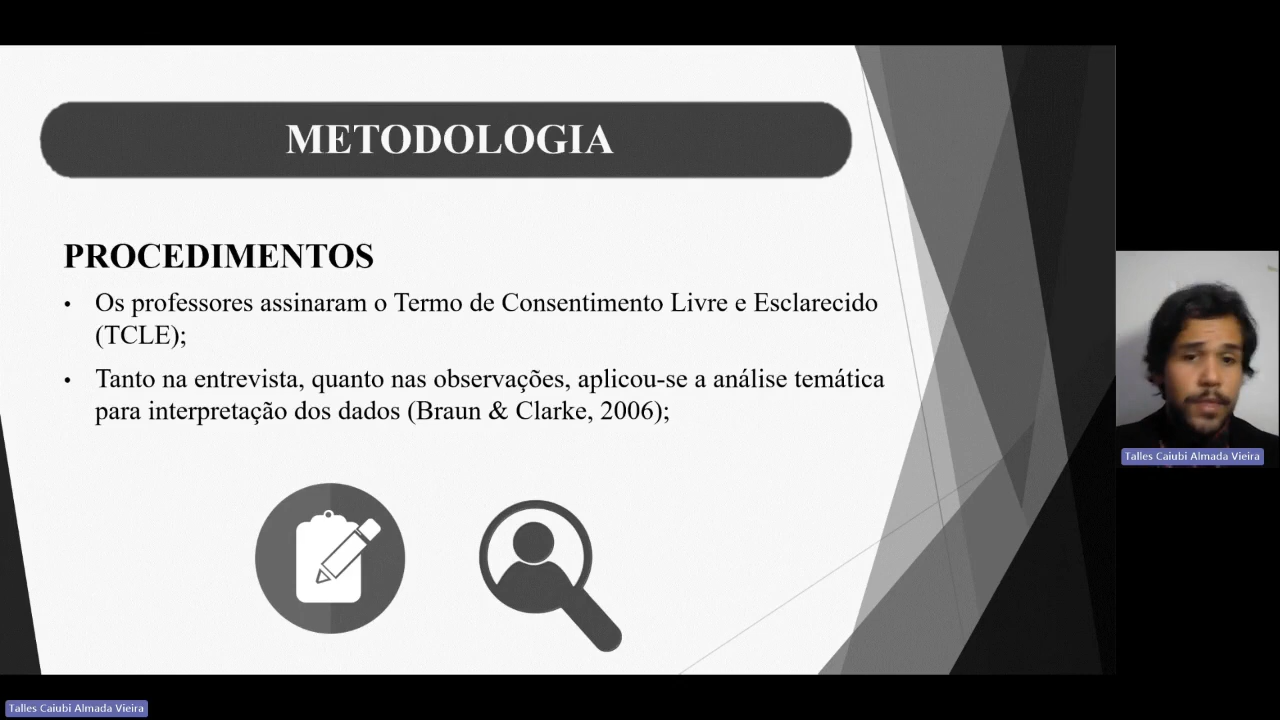 METODOLOGIA
PROCEDIMENTOS
• Os professores assinaram o Termo de Consentimento Livre e Esclarecido
(TCLE);
• Tanto na entrevista, quanto nas observações, aplicou-se a análise temática
para interpretação dos dados (Braun & Clarke, 2006);
Talles Caiubi Almada Vieira
Talles Caiubi Almada Vieira